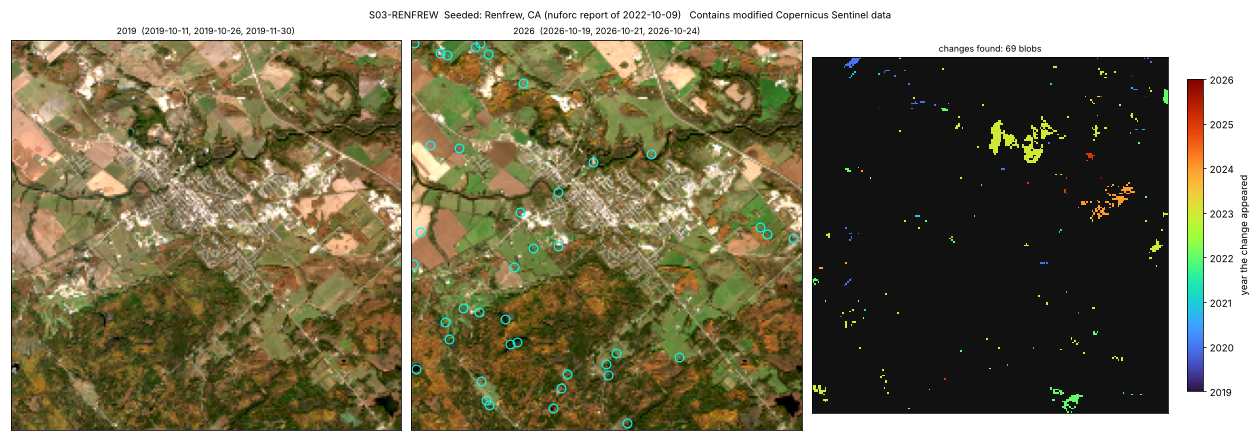 S03-RENFREW  Seeded: Renfrew, CA (nuforc report of 2022-10-09)   Contains modified Copernicus Sentinel data
2019  (2019-10-11, 2019-10-26, 2019-11-30)
2026  (2026-10-19, 2026-10-21, 2026-10-24)
changes found: 69 blobs
2026
2025
2024
2023
2022
2021
2020
2019
year the change appeared